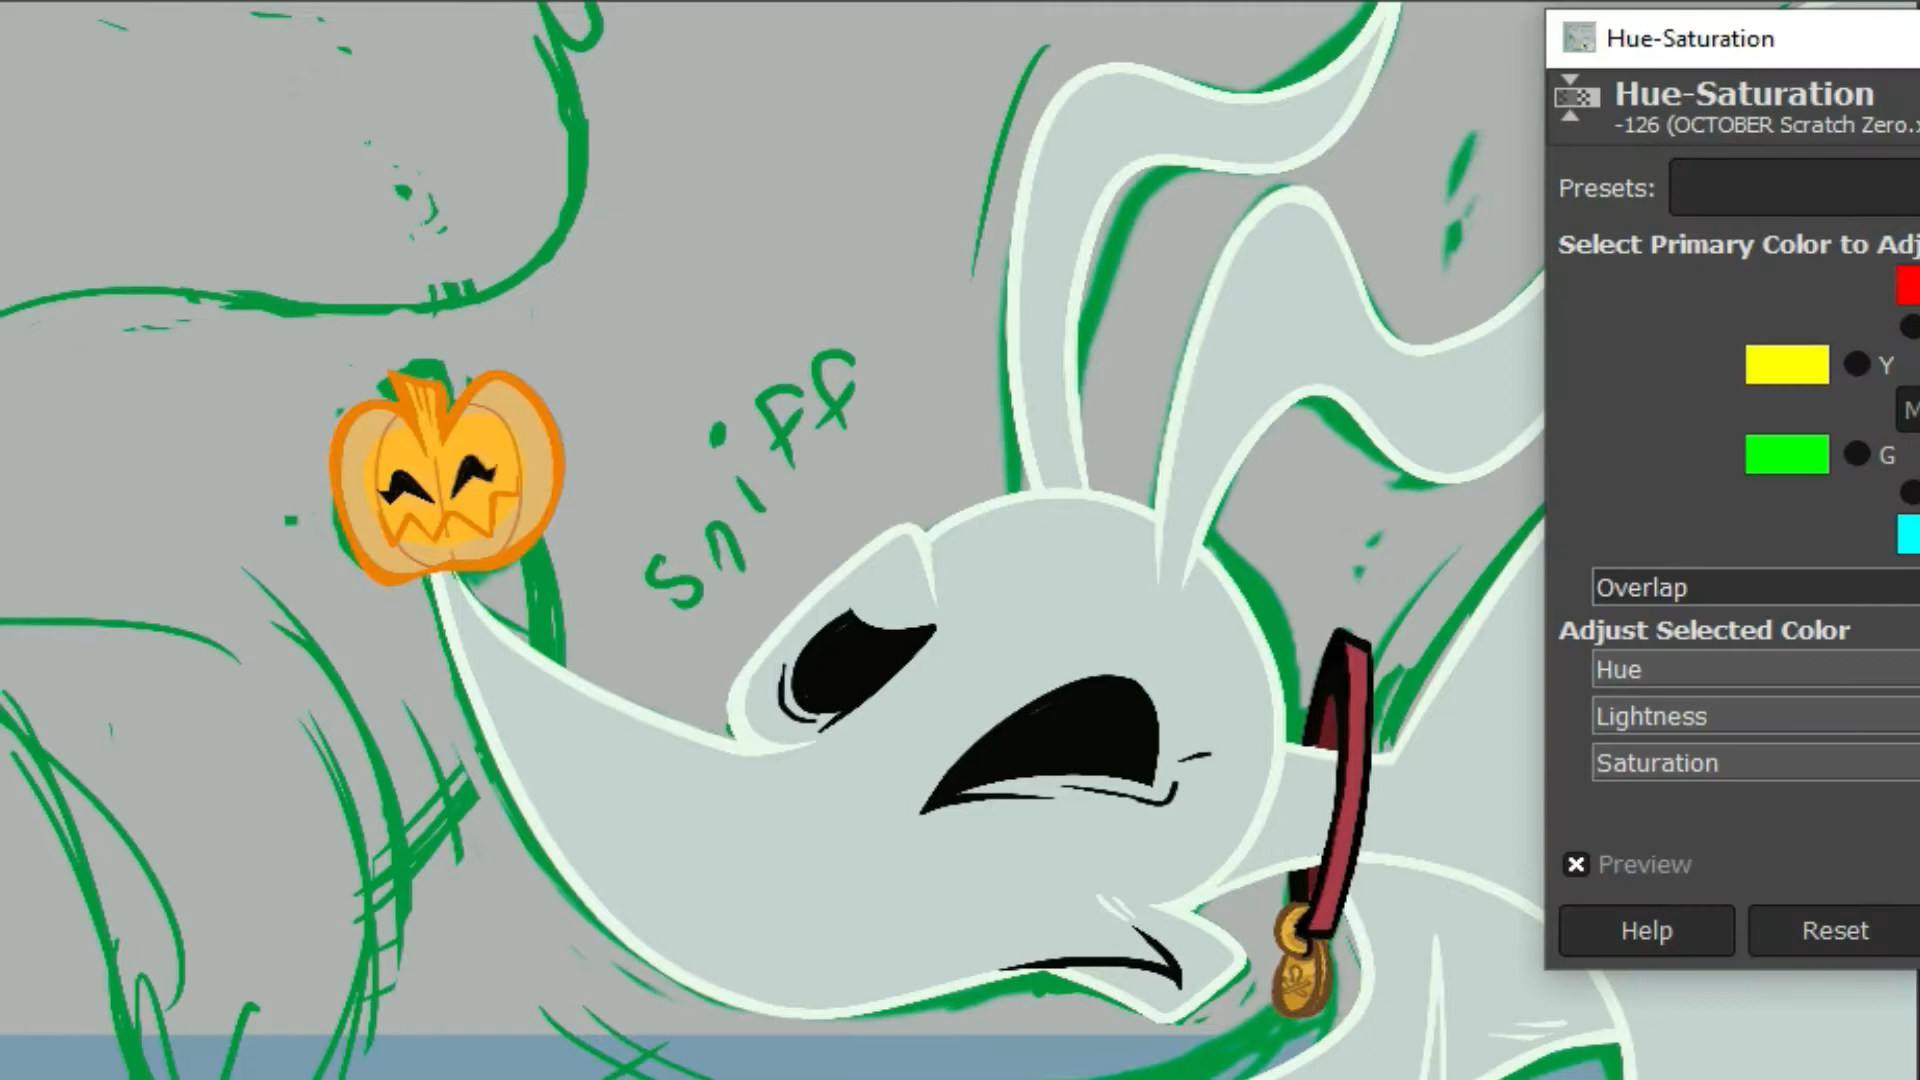 sniff
Hue-Saturation
Hue-Saturation
-126 (OCTOBER Scratch Zero.x
Presets:
Select Primary Color to Adj
Y
M
G
Overlap
Adjust Selected Color
Hue
Lightness
Saturation
Preview
Help
Reset